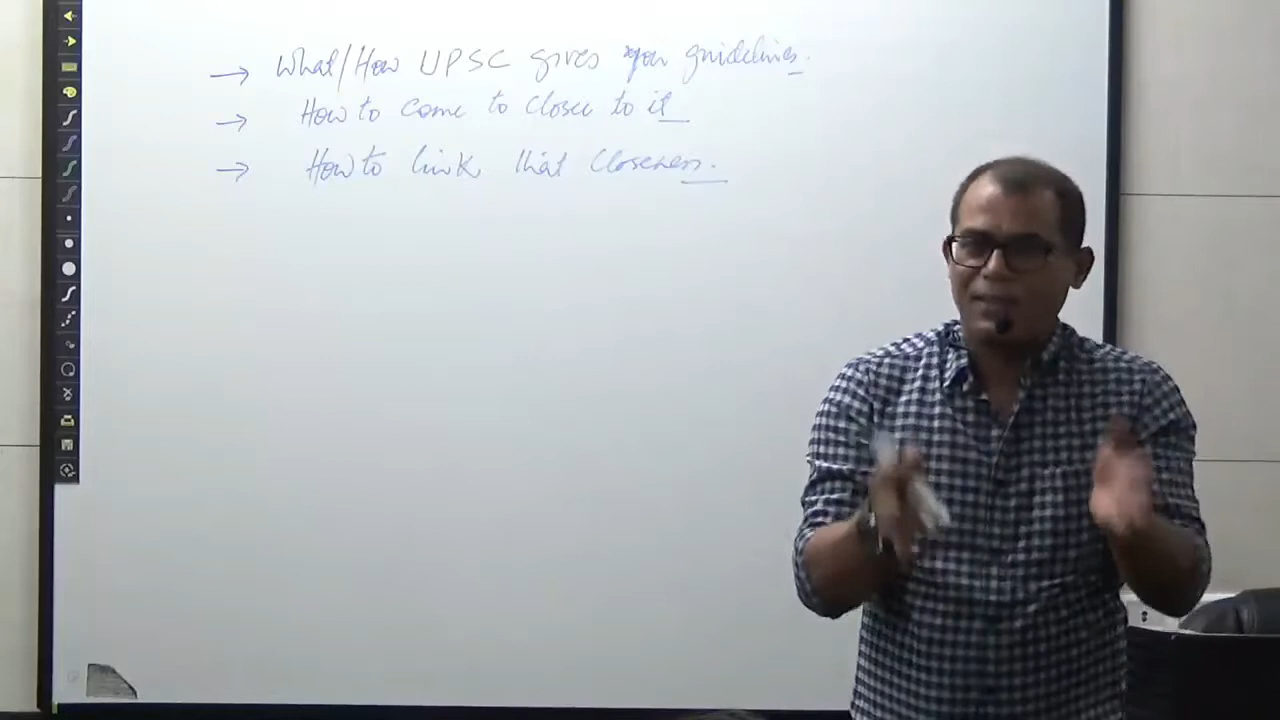 → What/How UPSC gives you guidelines.
→ How to come to closer to it
→ How to link that closeness.